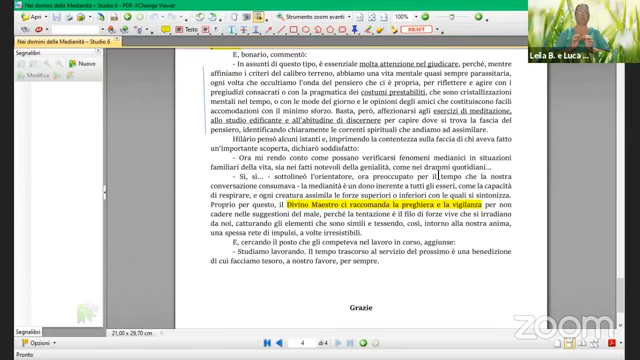 Nei domini della Medianità - Studio 6 - PDF-XChange Viewer
Strumento zoom avanti
100%
DRAFT
Testo
Nei domini della Medianità - Studio 6
Leila B. e Luca ...
Segnalibri
Nuovo
Modifica
E, bonario, commentò:
- In assunti di questo tipo, è essenziale molta attenzione nel giudicare, perché, mentre
affiniamo i criteri del calibro terreno, abbiamo una vita mentale quasi sempre parassitaria,
ogni volta che occultiamo l'onda del pensiero che ci è propria, per riflettere e agire con i
pregiudizi consacrati o con la pragmatica dei costumi prestabiliti, che sono cristallizzazioni
mentali nel tempo, o con le mode del giorno e le opinioni degli amici che costituiscono facili
accomodazioni con il minimo sforzo. Basta, però, affezionarsi agli esercizi di meditazione,
allo studio edificante e all'abitudine di discernere per capire dove si trova la fascia del
pensiero, identificando chiaramente le correnti spirituali che andiamo ad assimilare.
Hilário pensò alcuni istanti e, imprimendo la contentezza sulla faccia di chi aveva fatto
un'importante scoperta, dichiarò soddisfatto:
- Ora mi rendo conto come possano verificarsi fenomeni medianici in situazioni
familiari della vita, sia nei fatti notevoli della genialità, come nei drammi quotidiani...
- Sì, sì... - sottolineò l'orientatore, ora preoccupato per il tempo che la nostra
conversazione consumava - la medianità è un dono inerente a tutti gli esseri, come la capacità
di respirare, e ogni creatura assimila le forze superiori o inferiori con le quali si sintonizza.
Proprio per questo, il Divino Maestro ci raccomanda la preghiera e la vigilanza per non
cadere nelle suggestioni del male, perché la tentazione è il filo di forze vive che si irradiano
da noi, catturando gli elementi che sono simili e tessendo, così, intorno alla nostra anima,
una spessa rete di impulsi, a volte irresistibili.
E, cercando il posto che gli competeva nel lavoro in corso, aggiunse:
- Studiamo lavorando. Il tempo trascorso al servizio del prossimo è una benedizione
di cui facciamo tesoro, a nostro favore, per sempre.
Grazie
Segnalibri
21,00 x 29,70 cm
Opzioni
4
di 4
Pronto
zoom